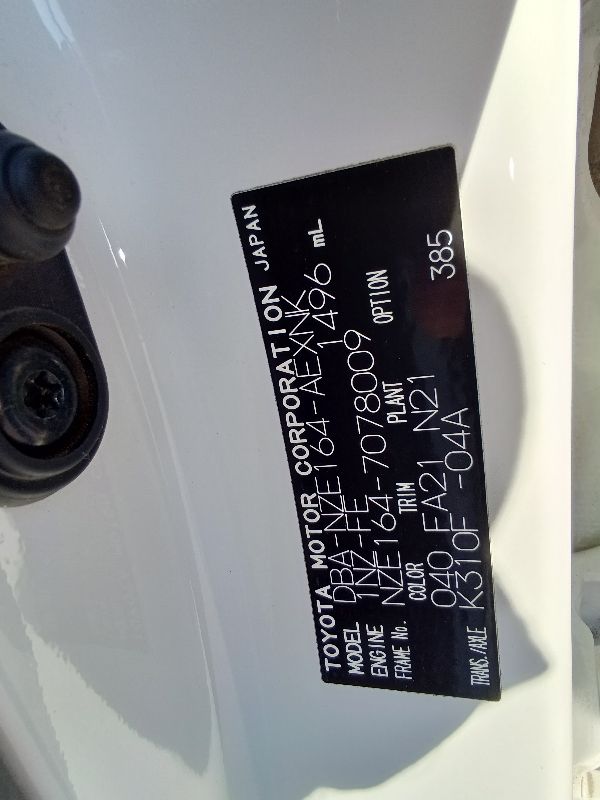 TOYOTA MOTOR CORPORATION JAPAN
MODEL DBA-NZE164-AEXNK
ENGINE 1NZ-FE 1496 mL
FRAME No. NZE164-7078009
COLOR TRIM PLANT OPTION
040 FA21 N21
TRANS./AXLE K310F -04A 385